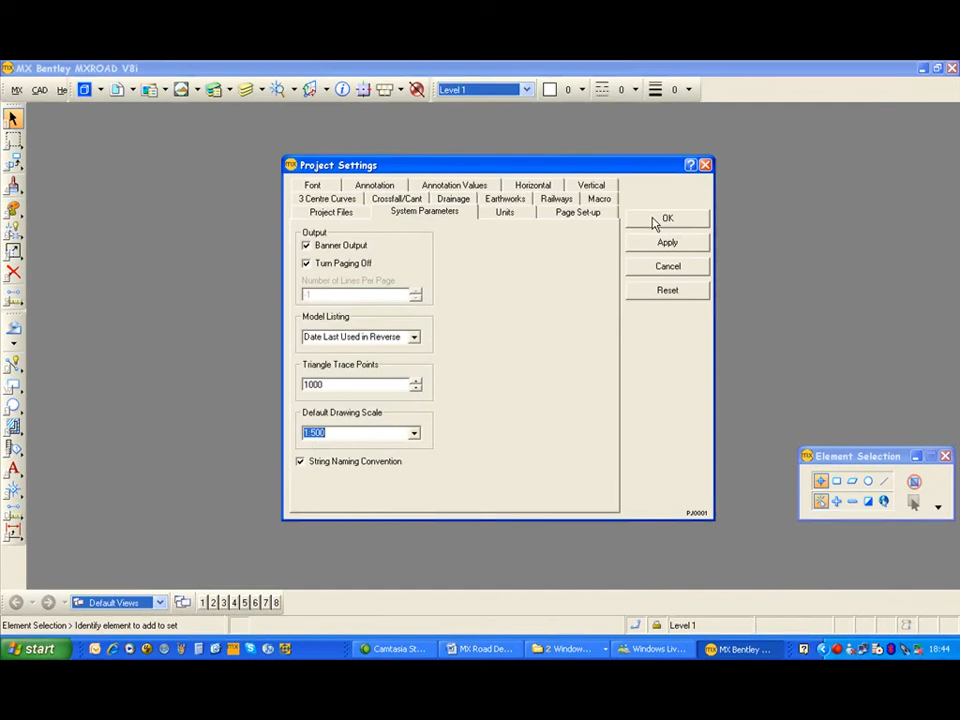 MX Bentley MXROAD V8i
MX CAD He Level 1 0 0 0
Project Settings
Font Annotation Annotation Values Horizontal Vertical
3 Centre Curves Crossfall/Cant Drainage Earthworks Railways Macro
Project Files System Parameters Units Page Set-up
Output
Banner Output
Turn Paging Off
Number of Lines Per Page
Model Listing
Date Last Used in Reverse
Triangle Trace Points
1000
Default Drawing Scale
1:500
String Naming Convention
OK
Apply
Cancel
Reset
PJ0001
Element Selection
Default Views 1 2 3 4 5 6 7 8
Element Selection > Identify element to add to set Level 1
start Camtasia St... MX Road De... 2 Window... Windows Liv... MX Bentley ... 18:44